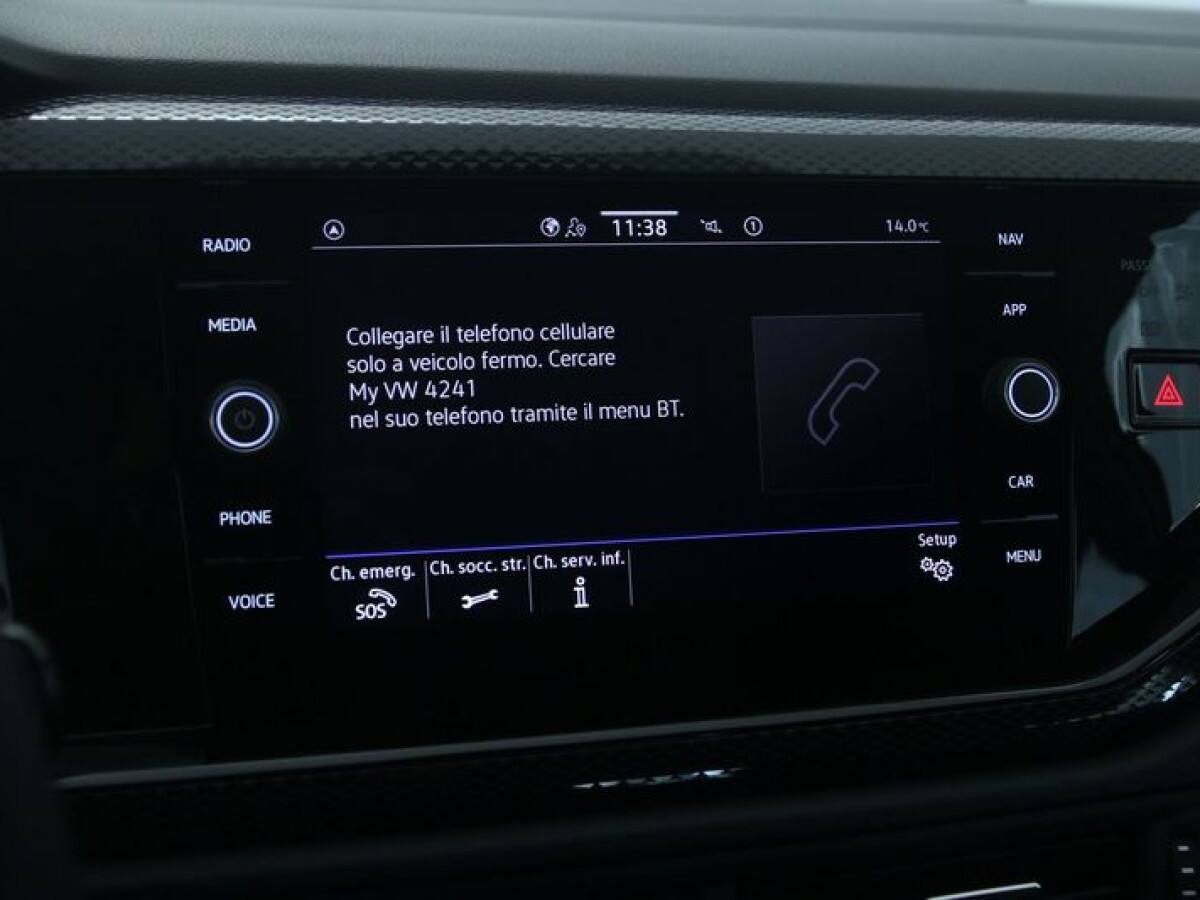 11:38
1
14.0°C
RADIO
MEDIA
PHONE
VOICE
Collegare il telefono cellulare
solo a veicolo fermo. Cercare
My VW 4241
nel suo telefono tramite il menu BT.
Ch. emerg.
SOS
Ch. socc. str.
Ch. serv. inf.
i
Setup
NAV
APP
CAR
MENU